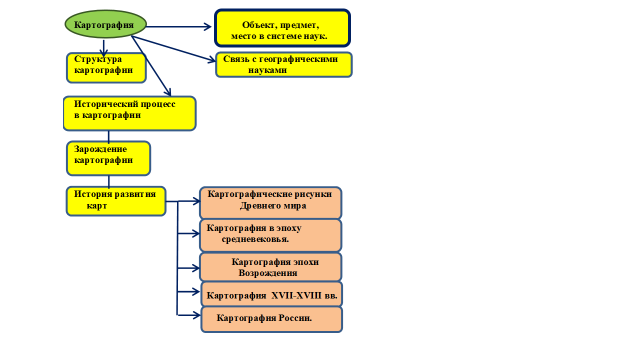 Картография
Объект, предмет,
место в системе наук.
Структура
картографии
Связь с географическими
науками
Исторический процесс
в картографии
Зарождение
картографии
История развития
карт
Картографические рисунки
Древнего мира
Картография в эпоху
средневековья.
Картография эпохи
Возрождения
Картография XVII-XVIII вв.
Картография России.